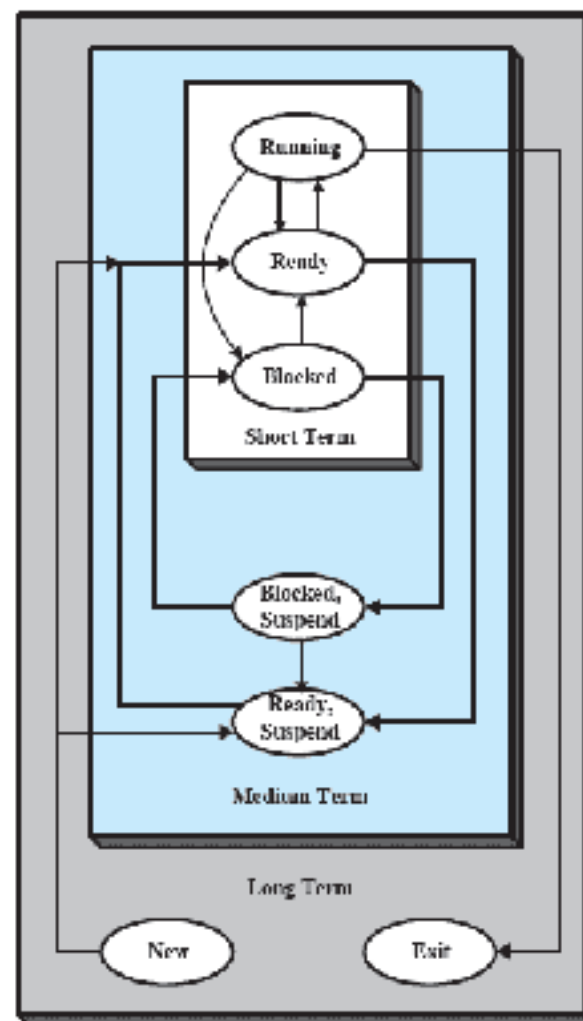 Running
Ready
Blocked
Short Term
Blocked,
Suspend
Ready,
Suspend
Medium Term
Long Term
New
Exit